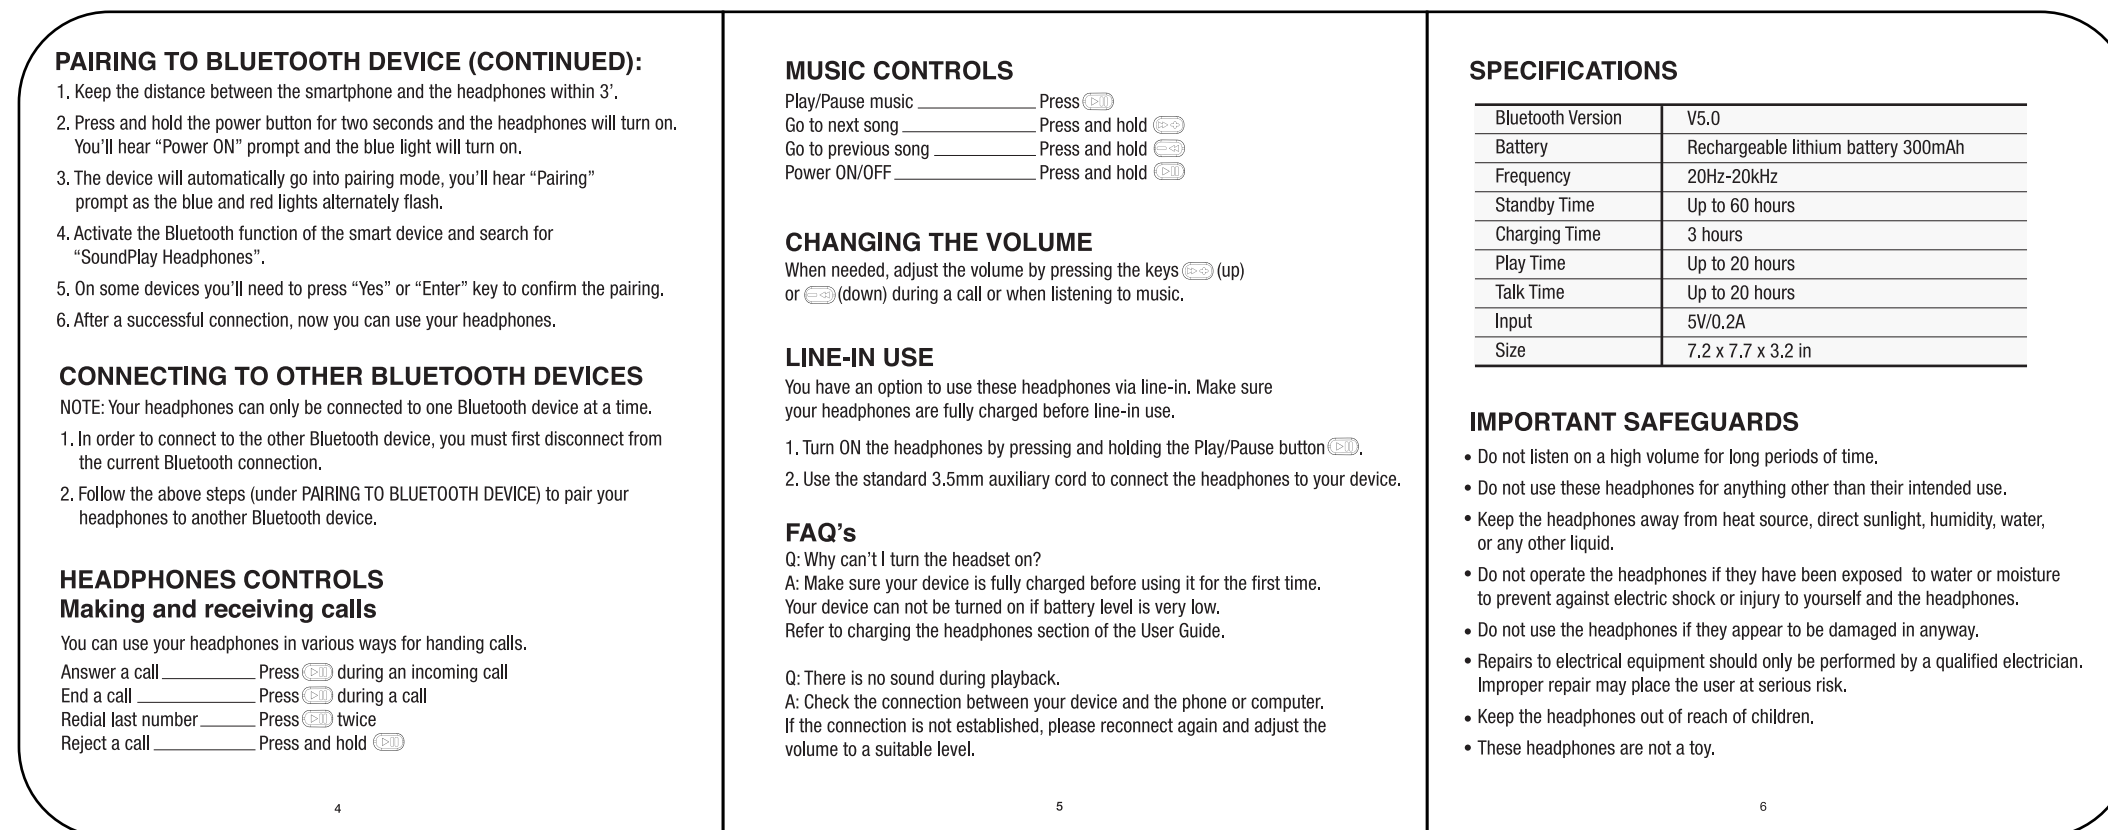 PAIRING TO BLUETOOTH DEVICE (CONTINUED):
1. Keep the distance between the smartphone and the headphones within 3’.
2. Press and hold the power button for two seconds and the headphones will turn on.
You’ll hear “Power ON” prompt and the blue light will turn on.
3. The device will automatically go into pairing mode, you’ll hear “Pairing”
prompt as the blue and red lights alternately flash.
4. Activate the Bluetooth function of the smart device and search for
“SoundPlay Headphones”.
5. On some devices you’ll need to press “Yes” or “Enter” key to confirm the pairing.
6. After a successful connection, now you can use your headphones.
CONNECTING TO OTHER BLUETOOTH DEVICES
NOTE: Your headphones can only be connected to one Bluetooth device at a time.
1. In order to connect to the other Bluetooth device, you must first disconnect from
the current Bluetooth connection.
2. Follow the above steps (under PAIRING TO BLUETOOTH DEVICE) to pair your
headphones to another Bluetooth device.
HEADPHONES CONTROLS
Making and receiving calls
You can use your headphones in various ways for handing calls.
Answer a call __________ Press during an incoming call
End a call __________ Press during a call
Redial last number ______ Press twice
Reject a call __________ Press and hold
4
MUSIC CONTROLS
Play/Pause music __________ Press
Go to next song __________ Press and hold
Go to previous song __________ Press and hold
Power ON/OFF __________ Press and hold
CHANGING THE VOLUME
When needed, adjust the volume by pressing the keys (up)
or (down) during a call or when listening to music.
LINE-IN USE
You have an option to use these headphones via line-in. Make sure
your headphones are fully charged before line-in use.
1. Turn ON the headphones by pressing and holding the Play/Pause button .
2. Use the standard 3.5mm auxiliary cord to connect the headphones to your device.
FAQ’s
Q: Why can’t I turn the headset on?
A: Make sure your device is fully charged before using it for the first time.
Your device can not be turned on if battery level is very low.
Refer to charging the headphones section of the User Guide.
Q: There is no sound during playback.
A: Check the connection between your device and the phone or computer.
If the connection is not established, please reconnect again and adjust the
volume to a suitable level.
5
SPECIFICATIONS
Bluetooth Version V5.0
Battery Rechargeable lithium battery 300mAh
Frequency 20Hz-20kHz
Standby Time Up to 60 hours
Charging Time 3 hours
Play Time Up to 20 hours
Talk Time Up to 20 hours
Input 5V/0.2A
Size 7.2 x 7.7 x 3.2 in
IMPORTANT SAFEGUARDS
• Do not listen on a high volume for long periods of time.
• Do not use these headphones for anything other than their intended use.
• Keep the headphones away from heat source, direct sunlight, humidity, water,
or any other liquid.
• Do not operate the headphones if they have been exposed to water or moisture
to prevent against electric shock or injury to yourself and the headphones.
• Do not use the headphones if they appear to be damaged in anyway.
• Repairs to electrical equipment should only be performed by a qualified electrician.
Improper repair may place the user at serious risk.
• Keep the headphones out of reach of children.
• These headphones are not a toy.
6